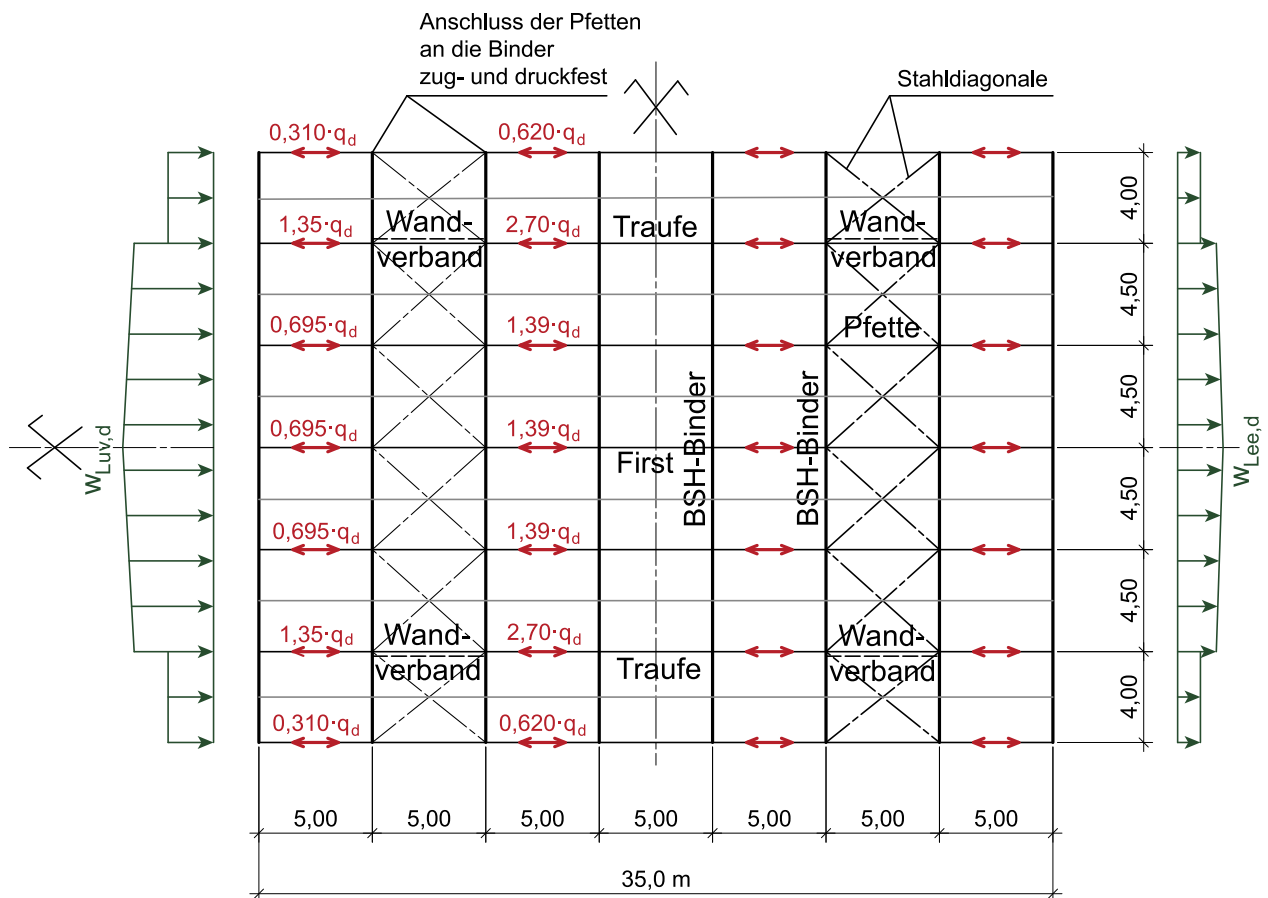 Anschluss der Pfetten
an die Binder
zug- und druckfest
Stahldiagonale
0,310·qd
0,620·qd
1,35·qd
Wand-
verband
2,70·qd
Traufe
Wand-
verband
0,695·qd
1,39·qd
Pfette
0,695·qd
1,39·qd
First
BSH-Binder
BSH-Binder
0,695·qd
1,39·qd
1,35·qd
Wand-
verband
2,70·qd
Traufe
Wand-
verband
0,310·qd
0,620·qd
wLuv,d
wLee,d
4,00
4,50
4,50
4,50
4,50
4,00
5,00 5,00 5,00 5,00 5,00 5,00 5,00
35,0 m